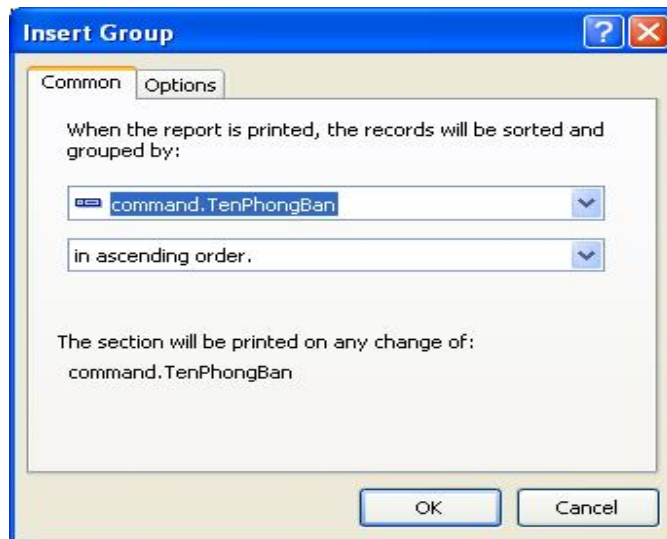 Insert Group
Common
Options
When the report is printed, the records will be sorted and
grouped by:
command.TenPhongBan
in ascending order.
The section will be printed on any change of:
command.TenPhongBan
OK
Cancel